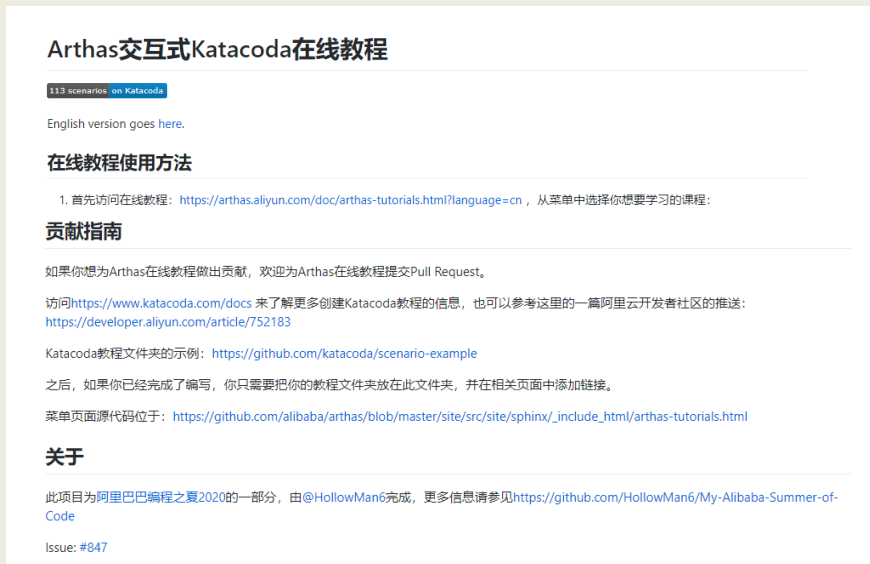 Arthas交互式Katacoda在线教程
113 scenarios on Katacoda
English version goes here.
在线教程使用方法
1. 首先访问在线教程：https://arthas.aliyun.com/doc/arthas-tutorials.html?language=cn ，从菜单中选择你想要学习的课程：
贡献指南
如果你想为Arthas在线教程做出贡献，欢迎为Arthas在线教程提交Pull Request。
访问https://www.katacoda.com/docs 来了解更多创建Katacoda教程的信息，也可以参考这里的一篇阿里云开发者社区的推送：
https://developer.aliyun.com/article/752183
Katacoda教程文件夹的示例：https://github.com/katacoda/scenario-example
之后，如果你已经完成了编写，你只需要把你的教程文件夹放在此文件夹，并在相关页面中添加链接。
菜单页面源代码位于：https://github.com/alibaba/arthas/blob/master/site/src/site/sphinx/_include_html/arthas-tutorials.html
关于
此项目为阿里巴巴编程之夏2020的一部分，由@HollowMan6完成，更多信息请参见https://github.com/HollowMan6/My-Alibaba-Summer-of-
Code
Issue: #847